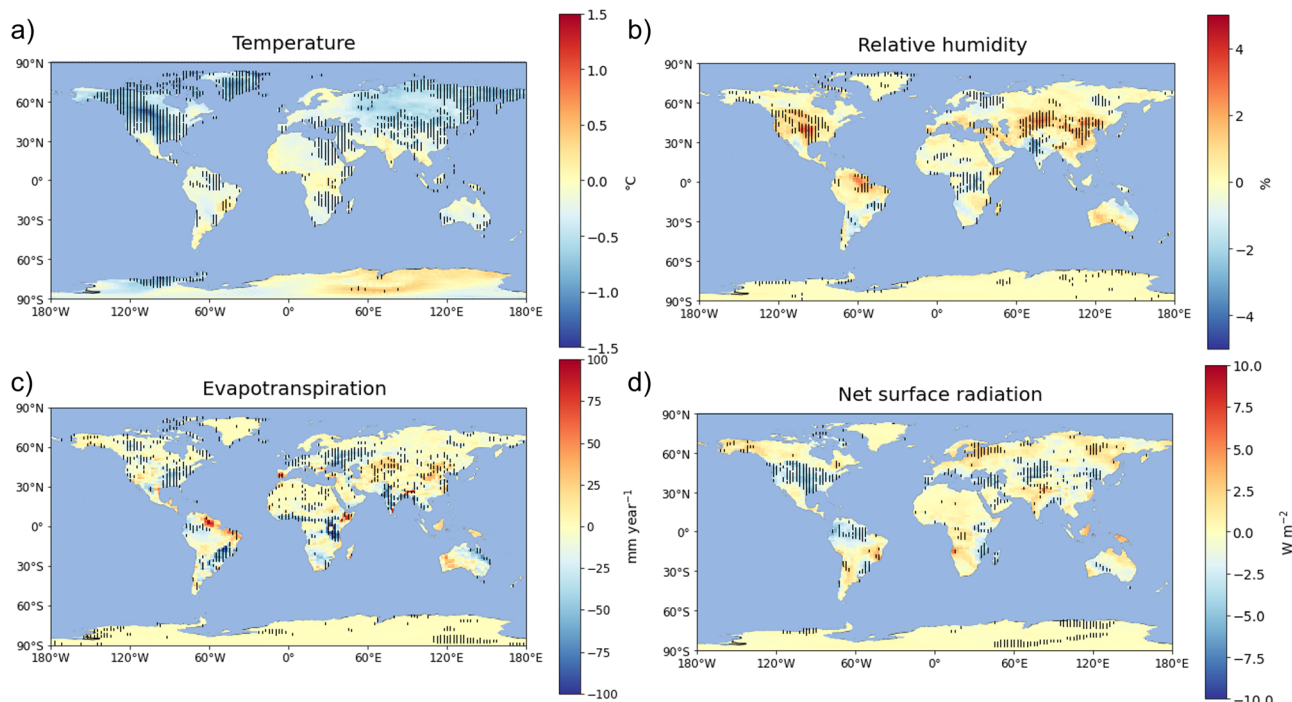 a)
Temperature
90°N
60°N
30°N
0°
30°S
60°S
90°S
180°W 120°W 60°W 0° 60°E 120°E 180°E
1.5
1.0
0.5
0.0
−0.5
−1.0
−1.5
°C
b)
Relative humidity
90°N
60°N
30°N
0°
30°S
60°S
90°S
180°W 120°W 60°W 0° 60°E 120°E 180°E
4
2
0
−2
−4
%
c)
Evapotranspiration
90°N
60°N
30°N
0°
30°S
60°S
90°S
180°W 120°W 60°W 0° 60°E 120°E 180°E
100
75
50
25
0
−25
−50
−75
−100
mm year⁻¹
d)
Net surface radiation
90°N
60°N
30°N
0°
30°S
60°S
90°S
180°W 120°W 60°W 0° 60°E 120°E 180°E
10.0
7.5
5.0
2.5
0.0
−2.5
−5.0
−7.5
−10.0
W m⁻²